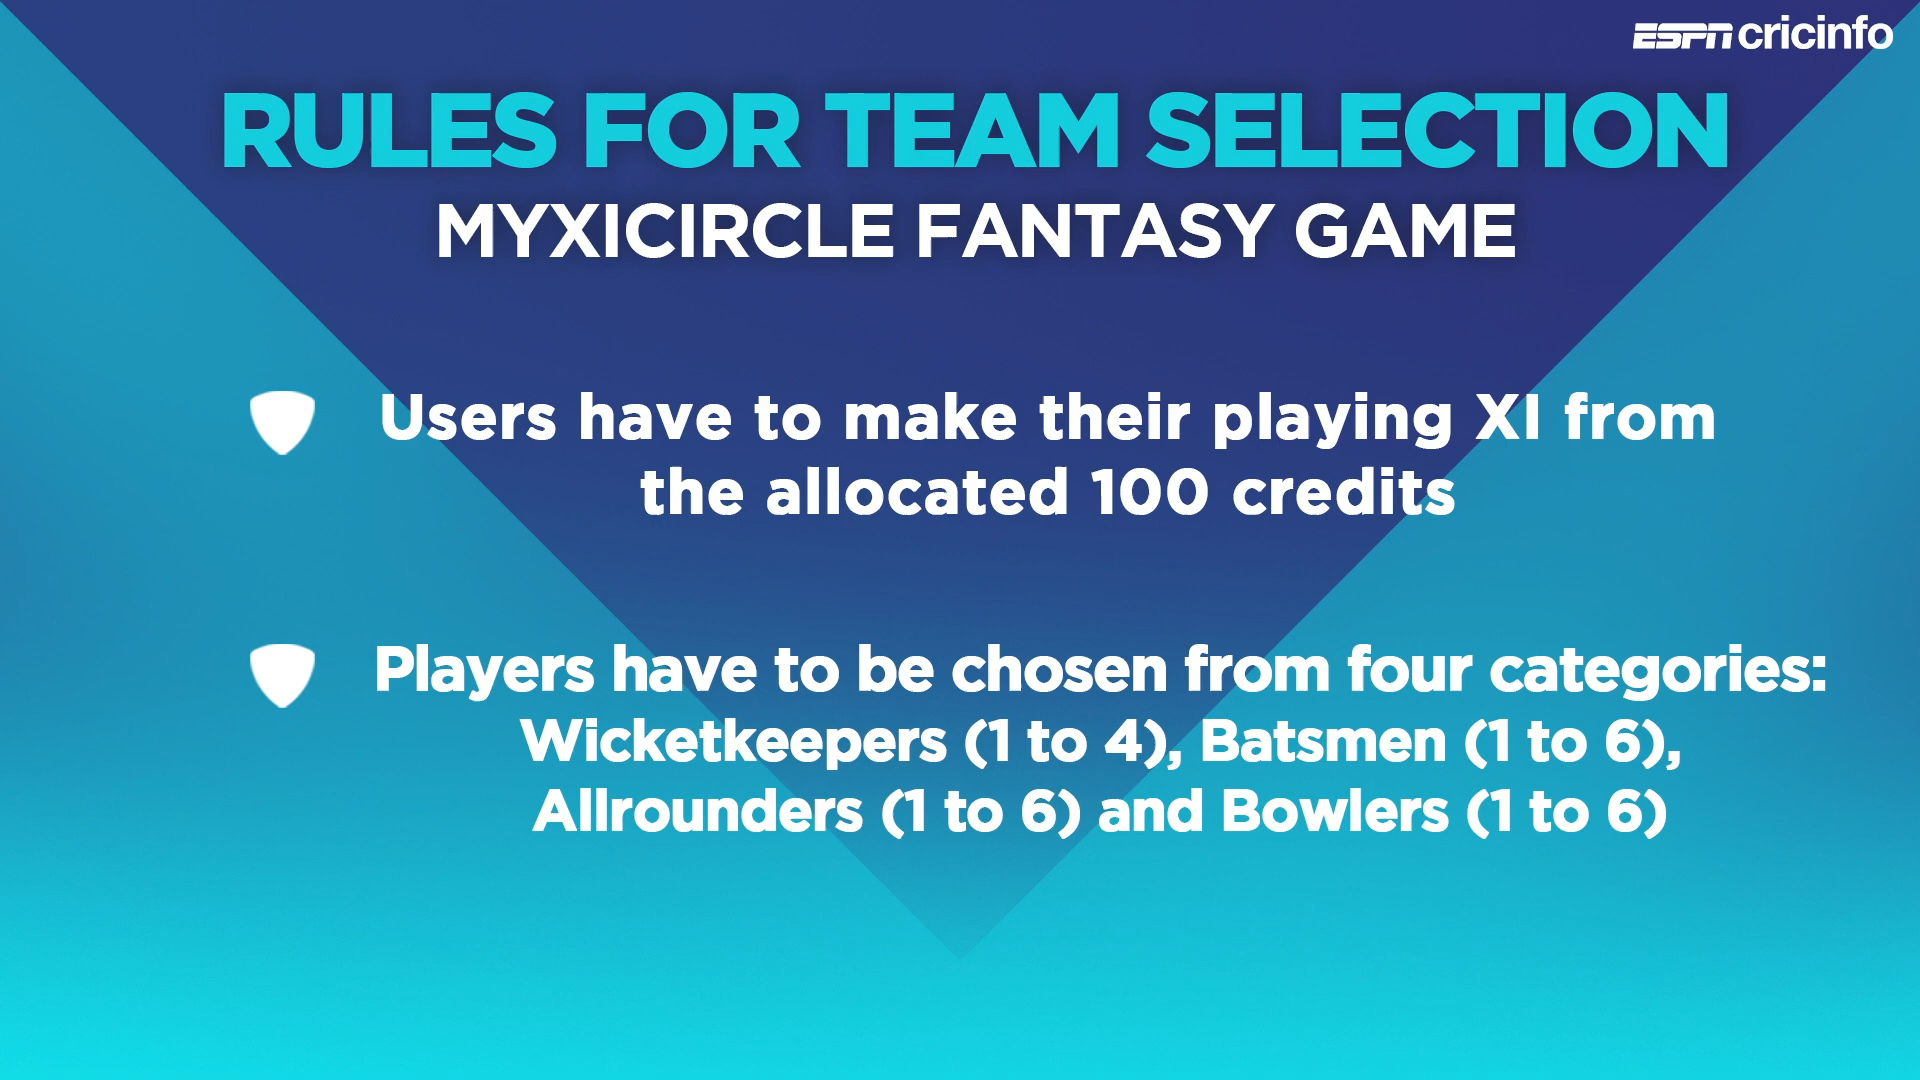 ESPN cricinfo
RULES FOR TEAM SELECTION
MYXICIRCLE FANTASY GAME
Users have to make their playing XI from
the allocated 100 credits
Players have to be chosen from four categories:
Wicketkeepers (1 to 4), Batsmen (1 to 6),
Allrounders (1 to 6) and Bowlers (1 to 6)